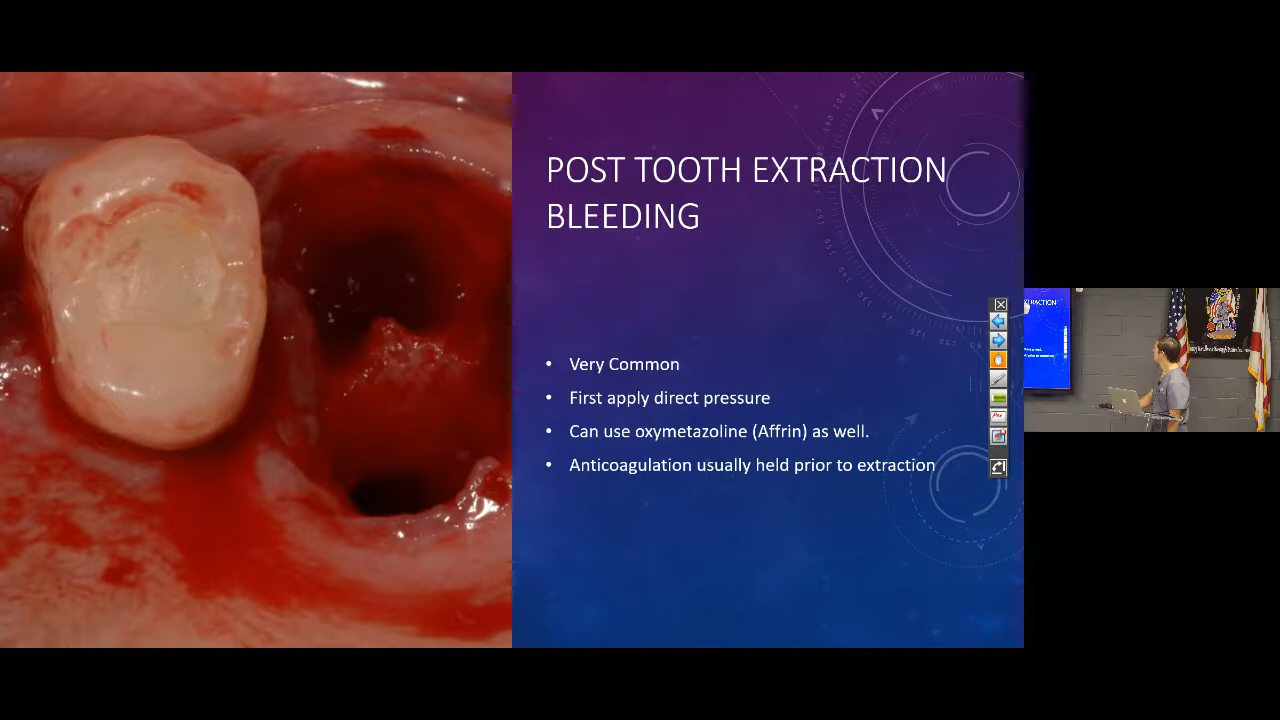 POST TOOTH EXTRACTION
BLEEDING
• Very Common
• First apply direct pressure
• Can use oxymetazoline (Affrin) as well.
• Anticoagulation usually held prior to extraction